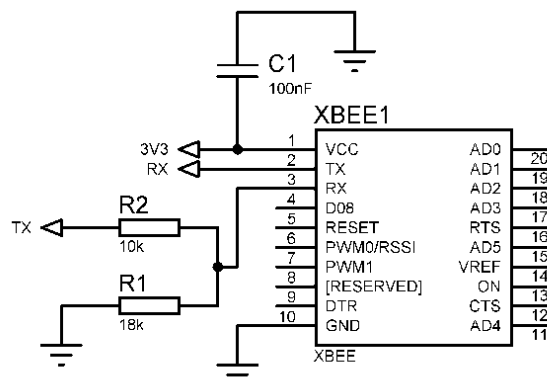 C1
100nF
XBEE1
3V3
1
VCC
AD0
20
RX
2
TX
AD1
19
3
RX
AD2
18
4
D08
AD3
17
TX
R2
10k
5
RESET
RTS
16
6
PWM0/RSSI
AD5
15
7
PWM1
VREF
14
R1
18k
8
[RESERVED]
ON
13
9
DTR
CTS
12
10
GND
AD4
11
XBEE